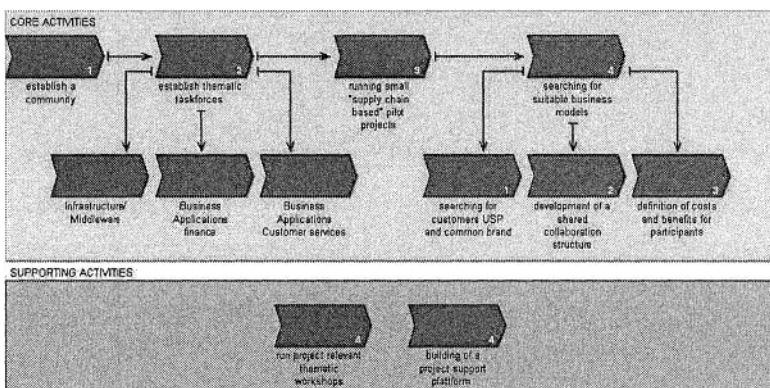 CORE ACTIVITIES
1
2
3
4
establish a
community
establish thematic
taskforces
running small
"supply chain
based" pilot
projects
searching for
suitable business
models
1
2
3
Infrastructure/
Middleware
Business
Applications
finance
Business
Applications
Customer services
searching for
customers USP
and common brand
development of a
shared
collaboration
structure
definition of costs
and benefits for
participants
SUPPORTING ACTIVITIES
4
4
run project relevant
thematic
workshops
building of a
project support
plattform